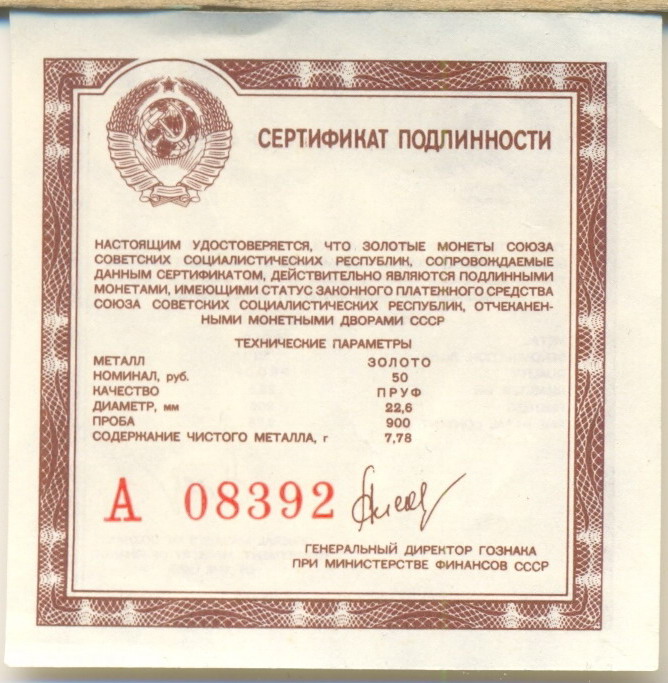 СЕРТИФИКАТ ПОДЛИННОСТИ
НАСТОЯЩИМ УДОСТОВЕРЯЕТСЯ, ЧТО ЗОЛОТЫЕ МОНЕТЫ СОЮЗА
СОВЕТСКИХ СОЦИАЛИСТИЧЕСКИХ РЕСПУБЛИК, СОПРОВОЖДАЕМЫЕ
ДАННЫМ СЕРТИФИКАТОМ, ДЕЙСТВИТЕЛЬНО ЯВЛЯЮТСЯ ПОДЛИННЫМИ
МОНЕТАМИ, ИМЕЮЩИМИ СТАТУС ЗАКОННОГО ПЛАТЕЖНОГО СРЕДСТВА
СОЮЗА СОВЕТСКИХ СОЦИАЛИСТИЧЕСКИХ РЕСПУБЛИК, ОТЧЕКАНЕН-
НЫМИ МОНЕТНЫМИ ДВОРАМИ СССР
ТЕХНИЧЕСКИЕ ПАРАМЕТРЫ
МЕТАЛЛ ЗОЛОТО
НОМИНАЛ, руб. 50
КАЧЕСТВО ПРУФ
ДИАМЕТР, мм 22,6
ПРОБА 900
СОДЕРЖАНИЕ ЧИСТОГО МЕТАЛЛА, г 7,78
А 08392
ГЕНЕРАЛЬНЫЙ ДИРЕКТОР ГОЗНАКА
ПРИ МИНИСТЕРСТВЕ ФИНАНСОВ СССР